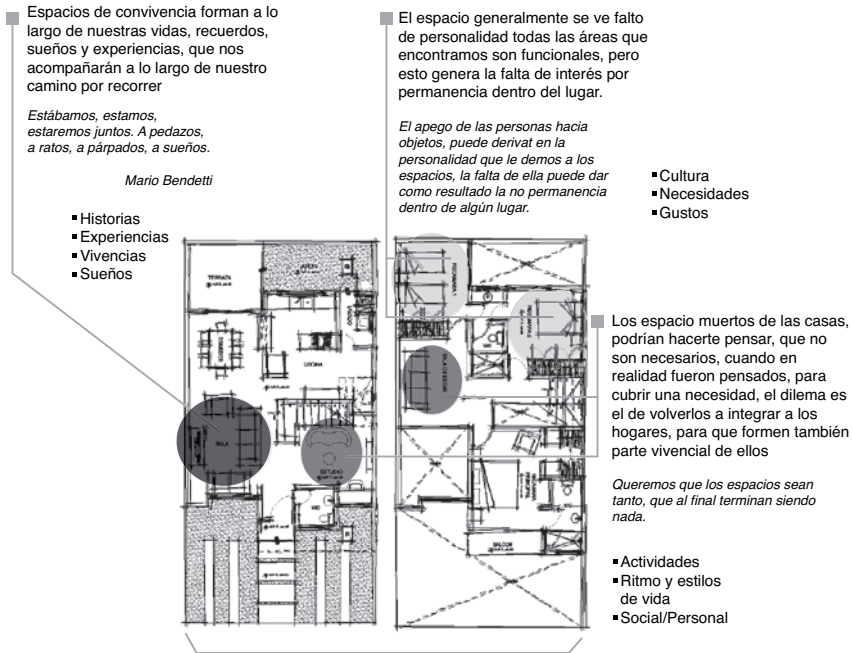 Espacios de convivencia forman a lo
largo de nuestras vidas, recuerdos,
sueños y experiencias, que nos
acompañarán a lo largo de nuestro
camino por recorrer
Estábamos, estamos,
estaremos juntos. A pedazos,
a ratos, a párpados, a sueños.
Mario Bendetti
Historias
Experiencias
Vivencias
Sueños
El espacio generalmente se ve falto
de personalidad todas las áreas que
encontramos son funcionales, pero
esto genera la falta de interés por
permanencia dentro del lugar.
El apego de las personas hacia
objetos, puede derivat en la
personalidad que le demos a los
espacios, la falta de ella puede dar
como resultado la no permanencia
dentro de algún lugar.
Cultura
Necesidades
Gustos
Los espacio muertos de las casas,
podrían hacerte pensar, que no
son necesarios, cuando en
realidad fueron pensados, para
cubrir una necesidad, el dilema es
el de volverlos a integrar a los
hogares, para que formen también
parte vivencial de ellos
Queremos que los espacios sean
tanto, que al final terminan siendo
nada.
Actividades
Ritmo y estilos
de vida
Social/Personal
TERRAZA
COCINA
SALA
ESTUDIO
BALCON